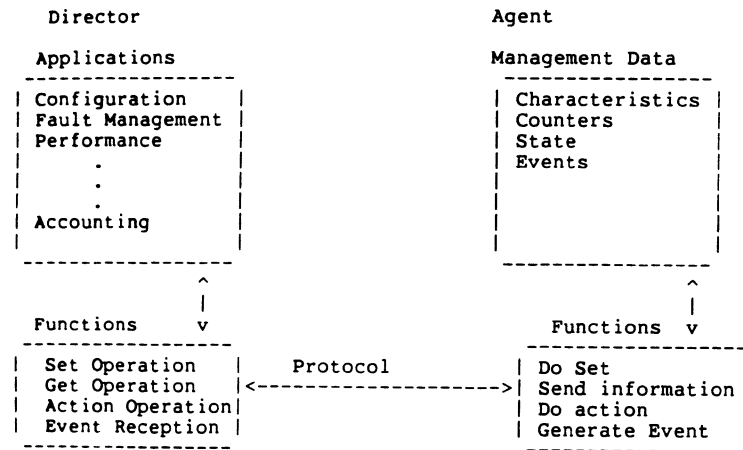 Director Agent
Applications Management Data
Configuration Characteristics
Fault Management Counters
Performance State
. Events
.
.
Accounting
Functions v Functions v
Set Operation Protocol Do Set
Get Operation <-------------------> Send information
Action Operation Do action
Event Reception Generate Event